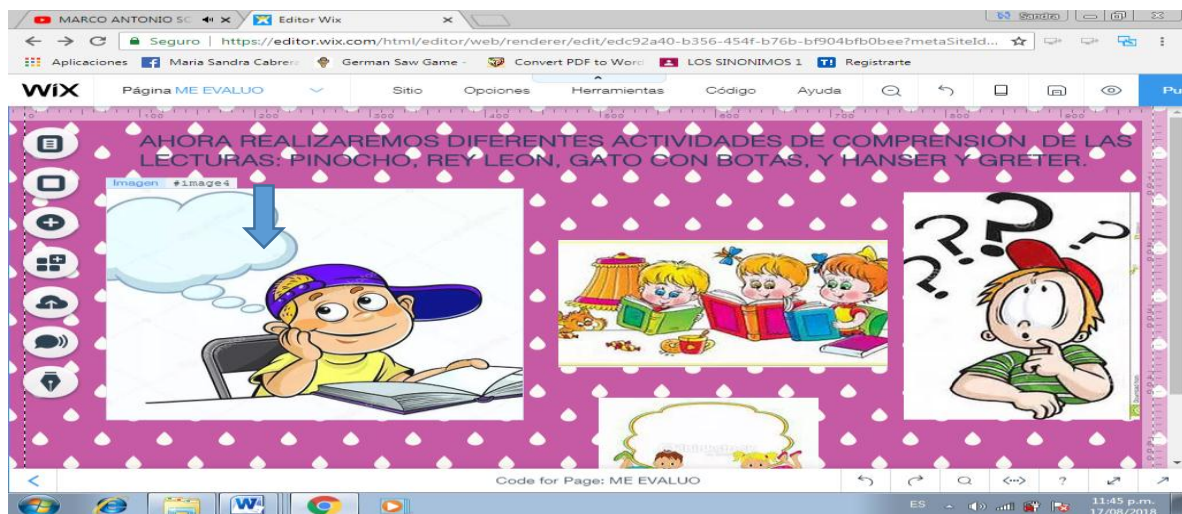 MARCO ANTONIO SC
Editor Wix
Sandra
Seguro | https://editor.wix.com/html/editor/web/renderer/edit/edc92a40-b356-454f-b76b-bf904bfb0bee?metaSiteId...
Aplicaciones Maria Sandra Cabrera German Saw Game - Convert PDF to Word LOS SINONIMOS 1 Registrarte
WiX Página ME EVALUO Sitio Opciones Herramientas Código Ayuda Pu
AHORA REALIZAREMOS DIFERENTES ACTIVIDADES DE COMPRENSION DE LAS
LECTURAS: PINOCHO, REY LEON, GATO CON BOTAS, Y HANSER Y GRETER.
Imagen #image4
Code for Page: ME EVALUO
ES 11:45 p.m.
17/08/2018